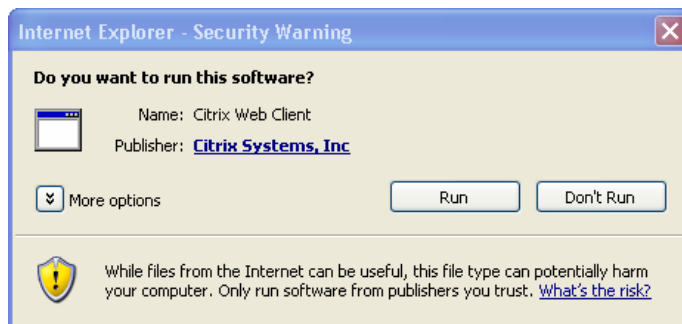 Internet Explorer - Security Warning
Do you want to run this software?
Name: Citrix Web Client
Publisher: Citrix Systems, Inc
More options
Run
Don't Run
While files from the Internet can be useful, this file type can potentially harm
your computer. Only run software from publishers you trust. What's the risk?